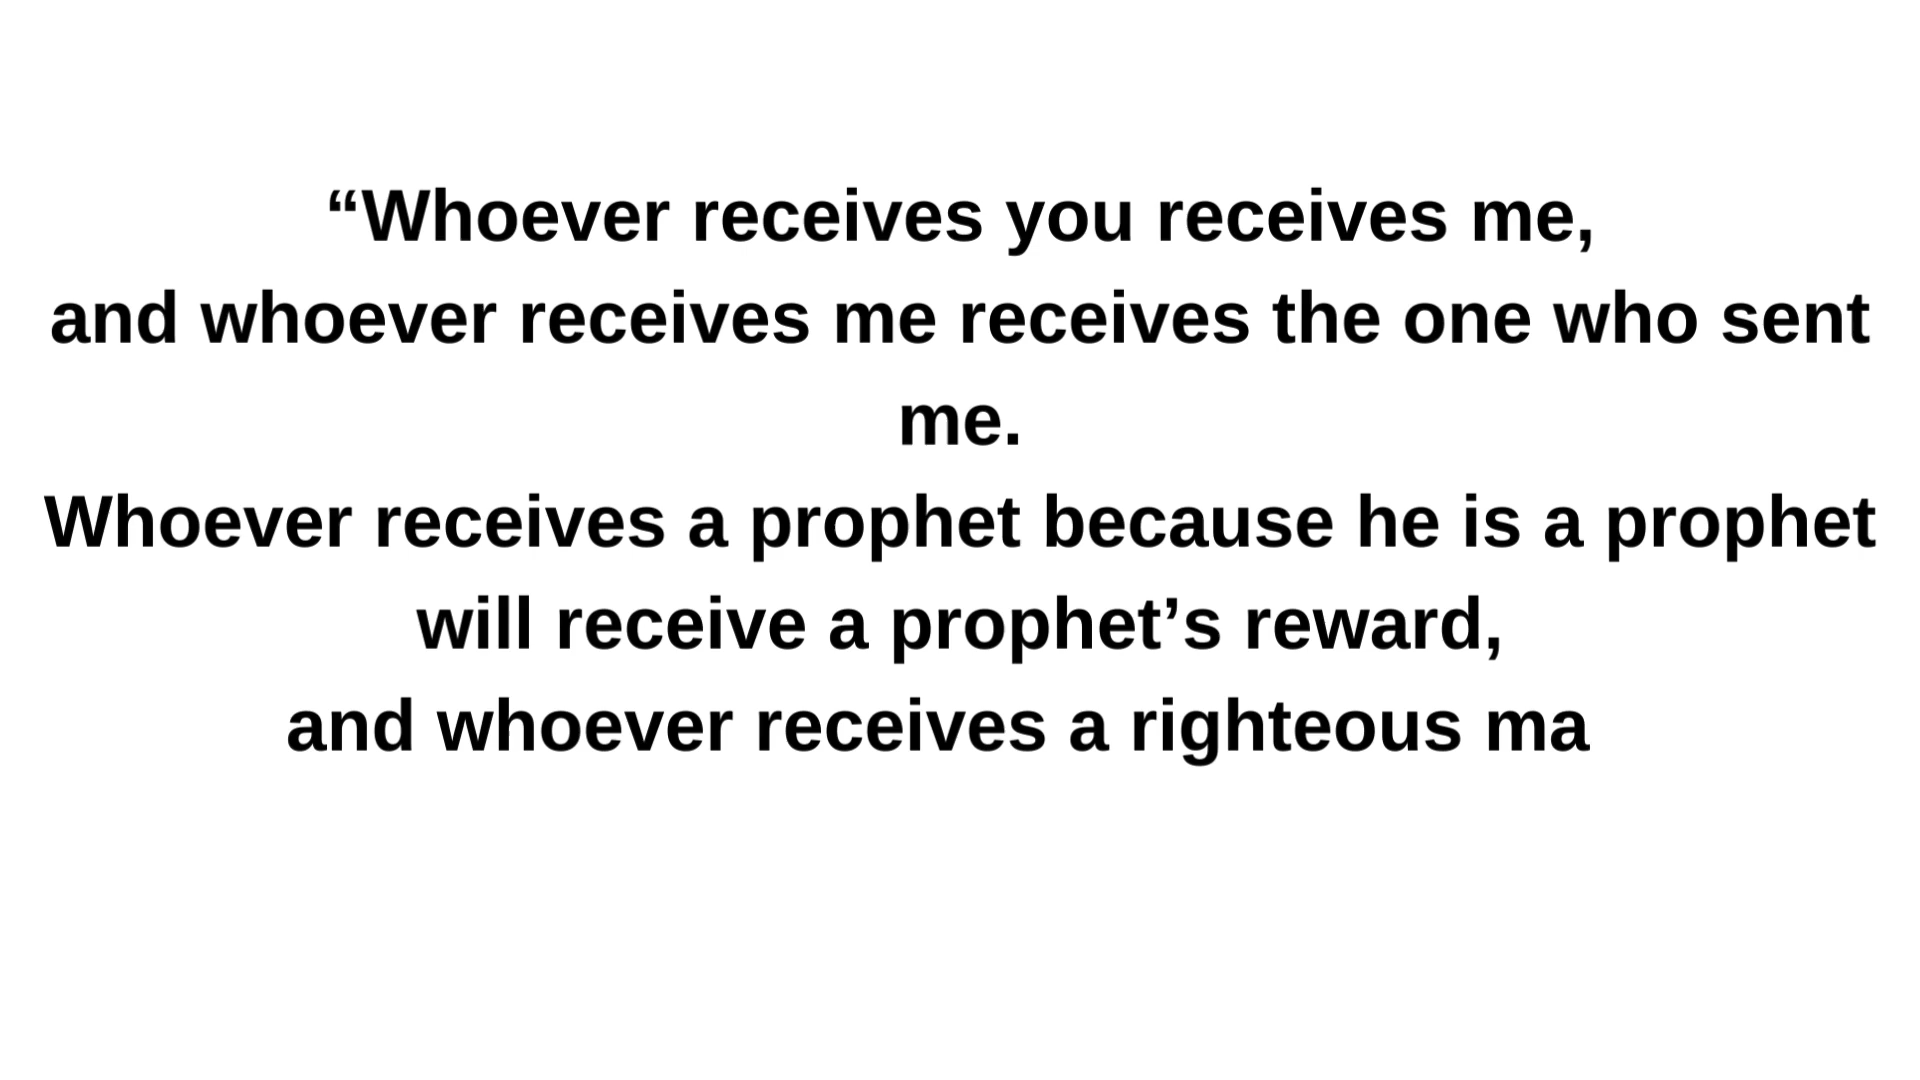 “Whoever receives you receives me,
and whoever receives me receives the one who sent
me.
Whoever receives a prophet because he is a prophet
will receive a prophet’s reward,
and whoever receives a righteous ma